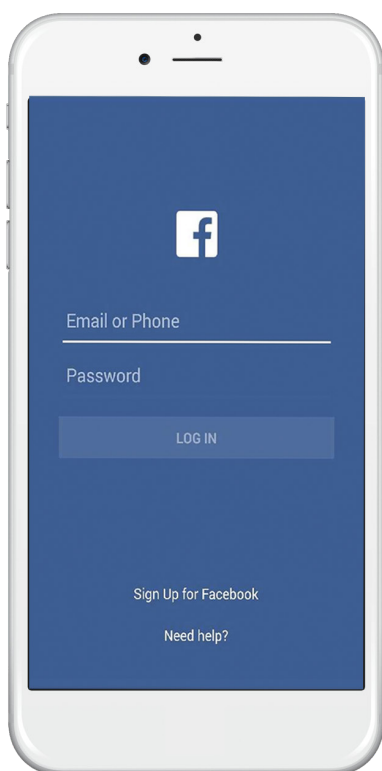 f
Email or Phone
Password
LOG IN
Sign Up for Facebook
Need help?